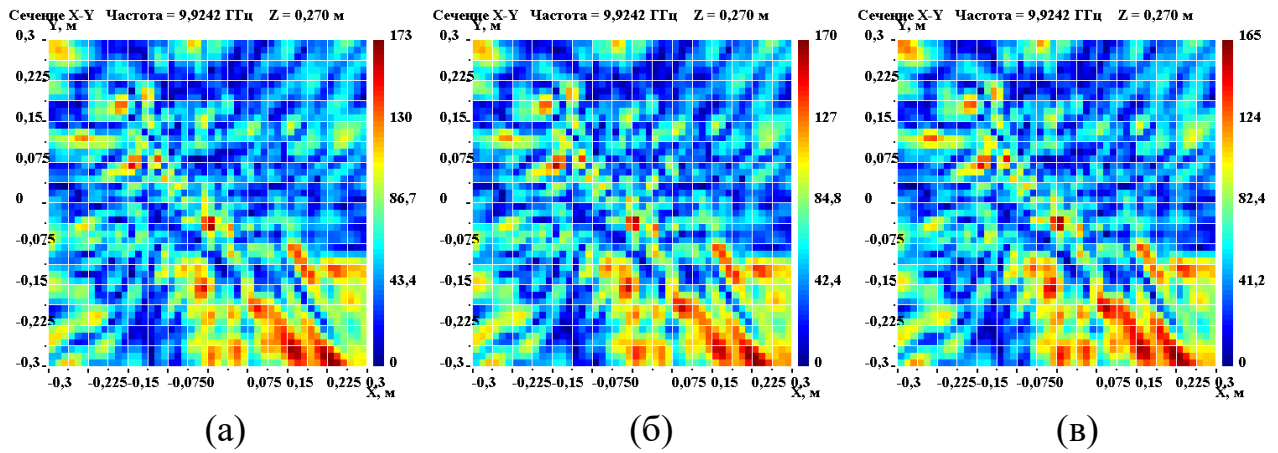 Сечение X-Y Частота = 9,9242 ГГц Z = 0,270 м
Y, м
0,3
0,225
0,15
0,075
0
-0,075
-0,15
-0,225
-0,3
-0,3 -0,225 -0,15 -0,075 0 0,075 0,15 0,225 0,3
X, м
173
130
86,7
43,4
0
(а)
Сечение X-Y Частота = 9,9242 ГГц Z = 0,270 м
Y, м
0,3
0,225
0,15
0,075
0
-0,075
-0,15
-0,225
-0,3
-0,3 -0,225 -0,15 -0,075 0 0,075 0,15 0,225 0,3
X, м
170
127
84,8
42,4
0
(б)
Сечение X-Y Частота = 9,9242 ГГц Z = 0,270 м
Y, м
0,3
0,225
0,15
0,075
0
-0,075
-0,15
-0,225
-0,3
-0,3 -0,225 -0,15 -0,075 0 0,075 0,15 0,225 0,3
X, м
165
124
82,4
41,2
0
(в)